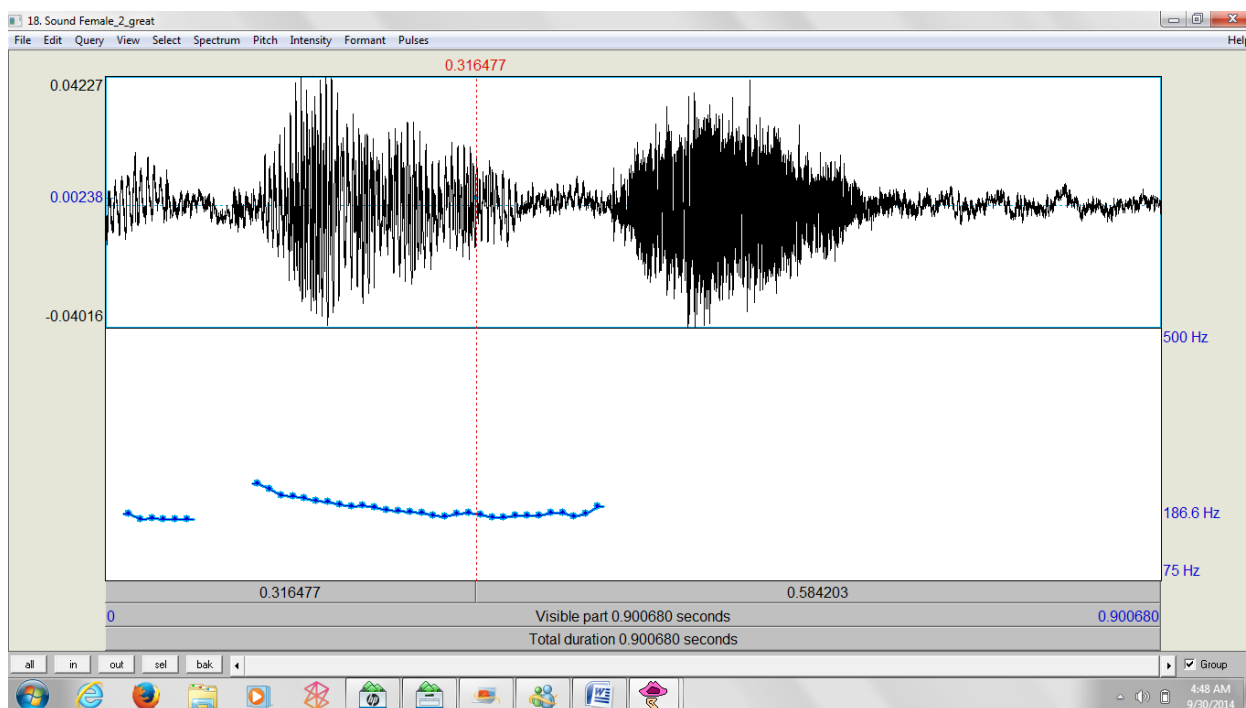 18. Sound Female_2_great
File Edit Query View Select Spectrum Pitch Intensity Formant Pulses Help
0.316477
0.04227
0.00238
-0.04016
500 Hz
186.6 Hz
75 Hz
0.316477 0.584203
0 Visible part 0.900680 seconds 0.900680
Total duration 0.900680 seconds
all in out sel bak Group
hp W 4:48 AM
9/30/2014